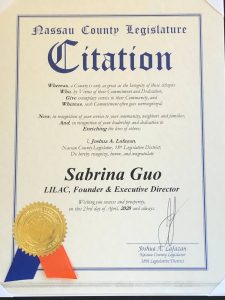 Nassau County Legislature
Citation
Whereas, a County is only as great as the Integrity of those citizens
Who, by Virtue of their Commitment and Dedication,
Give exemplary service to their Community, and
Whereas, such Commitment often goes unrecognized.
Now, in recognition of your service to your community, neighbors and families,
And, in recognition of your leadership and dedication to
Enriching the lives of others:
I, Joshua A. Lafazan,
Nassau County Legislator, 18th Legislative District,
Do hereby recognize, honor, and congratulate
Sabrina Guo
LILAC, Founder & Executive Director
Wishing you success and prosperity,
on this 23rd day of April, 2020 and always.
Joshua A. Lafazan
Nassau County Legislator
18th Legislative District